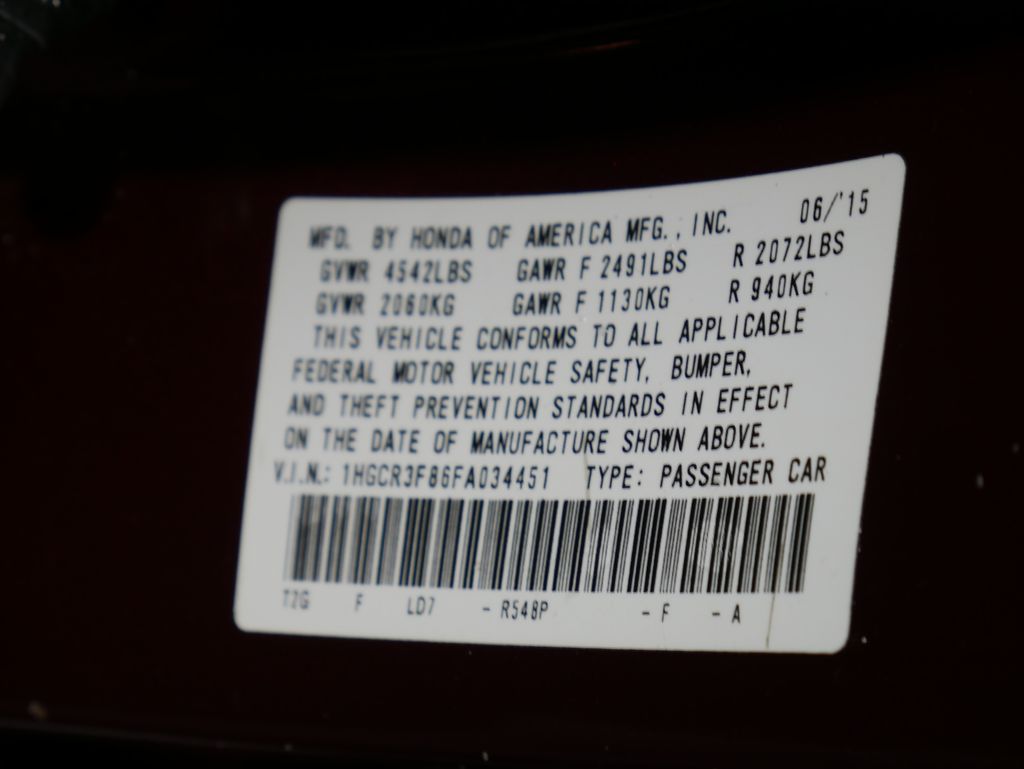 MFD. BY HONDA OF AMERICA MFG., INC. 06/'15
GVWR 4542LBS GAWR F 2491LBS R 2072LBS
GVWR 2060KG GAWR F 1130KG R 940KG
THIS VEHICLE CONFORMS TO ALL APPLICABLE
FEDERAL MOTOR VEHICLE SAFETY, BUMPER,
AND THEFT PREVENTION STANDARDS IN EFFECT
ON THE DATE OF MANUFACTURE SHOWN ABOVE.
V.I.N.: 1HGCR3F86FA034451 TYPE: PASSENGER CAR
T2G F LD7 - R548P - F - A